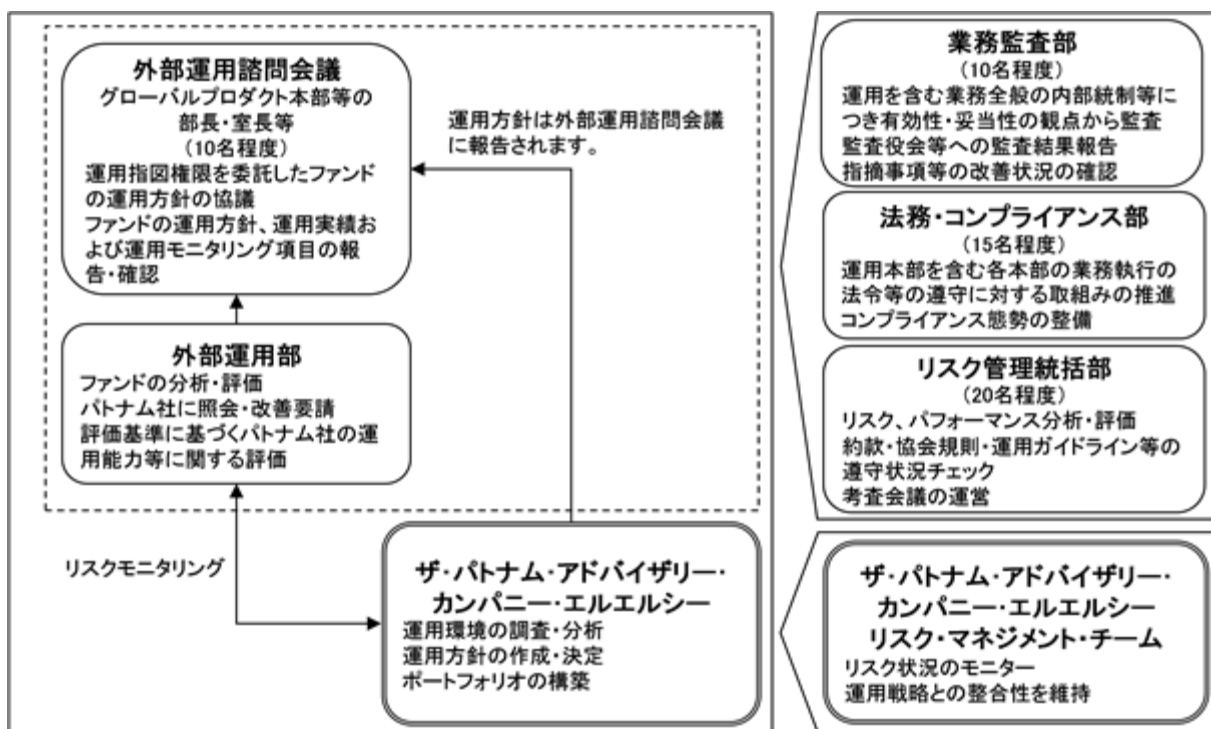 外部運用諮問会議
グローバルプロダクト本部等の
部長・室長等
(10名程度)
運用指図権限を委託したファンド
の運用方針の協議
ファンドの運用方針、運用実績お
よび運用モニタリング項目の報
告・確認
運用方針は外部運用諮問会議
に報告されます。
外部運用部
ファンドの分析・評価
パトナム社に照会・改善要請
評価基準に基づくパトナム社の運
用能力等に関する評価
リスクモニタリング
ザ・パトナム・アドバイザリー・
カンパニー・エルエルシー
運用環境の調査・分析
運用方針の作成・決定
ポートフォリオの構築
業務監査部
(10名程度)
運用を含む業務全般の内部統制等に
つき有効性・妥当性の観点から監査
監査役会等への監査結果報告
指摘事項等の改善状況の確認
法務・コンプライアンス部
(15名程度)
運用本部を含む各本部の業務執行の
法令等の遵守に対する取組みの推進
コンプライアンス態勢の整備
リスク管理統括部
(20名程度)
リスク、パフォーマンス分析・評価
約款・協会規則・運用ガイドライン等の
遵守状況チェック
考査会議の運営
ザ・パトナム・アドバイザリー・
カンパニー・エルエルシー
リスク・マネジメント・チーム
リスク状況のモニター
運用戦略との整合性を維持